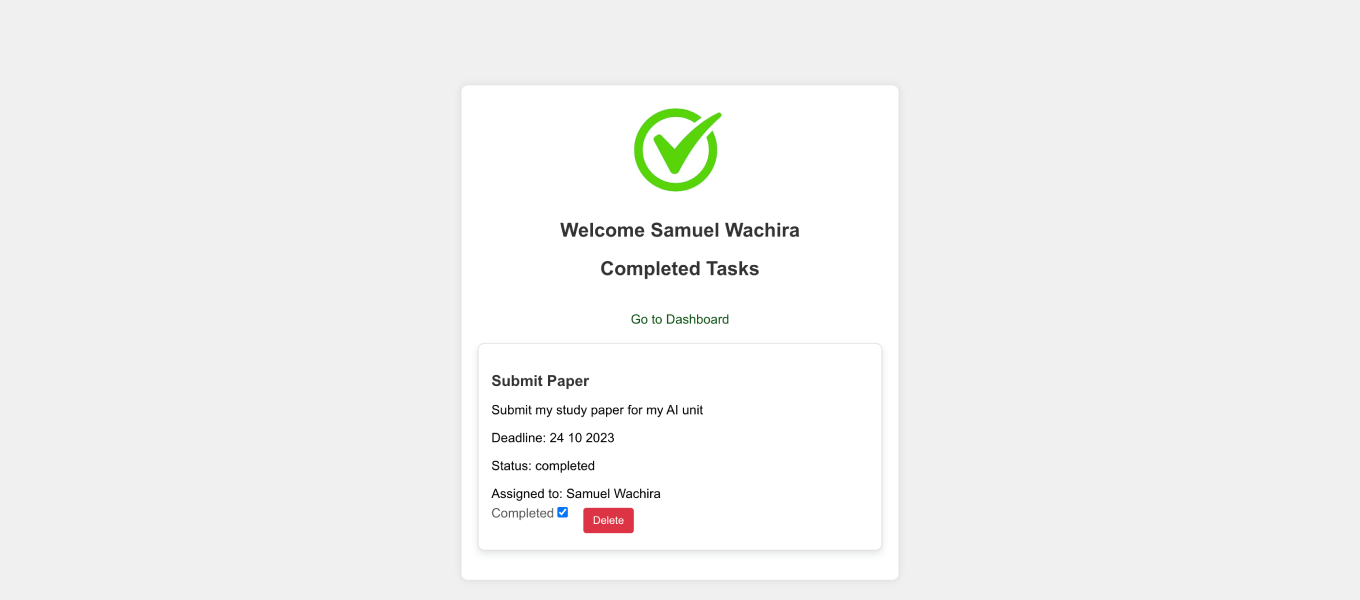 Welcome Samuel Wachira
Completed Tasks
Go to Dashboard
Submit Paper
Submit my study paper for my AI unit
Deadline: 24 10 2023
Status: completed
Assigned to: Samuel Wachira
Completed
Delete